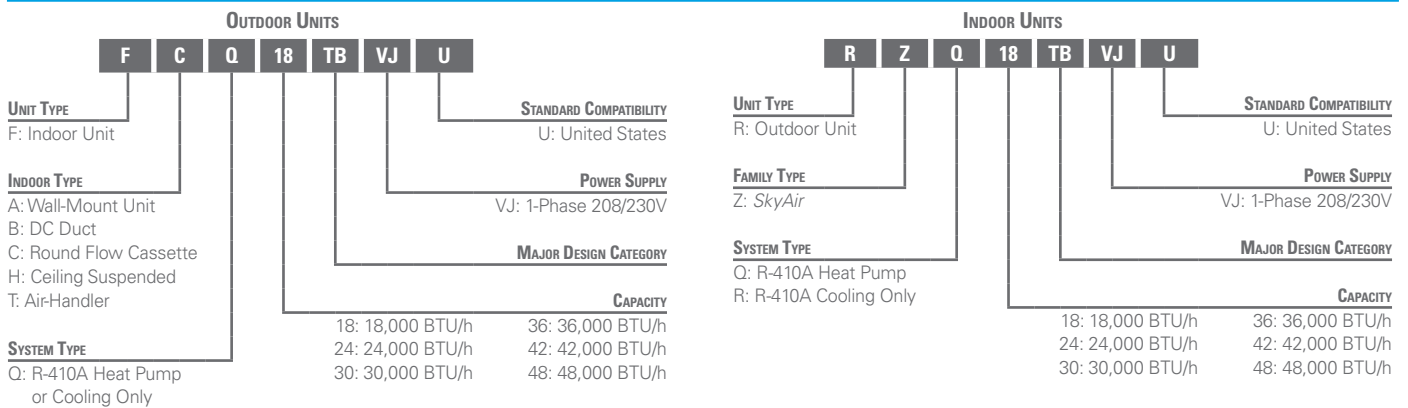 OUTDOOR UNITS
F C Q 18 TB VJ U
UNIT TYPE
F: Indoor Unit
INDOOR TYPE
A: Wall-Mount Unit
B: DC Duct
C: Round Flow Cassette
H: Ceiling Suspended
T: Air-Handler
SYSTEM TYPE
Q: R-410A Heat Pump
or Cooling Only
STANDARD COMPATIBILITY
U: United States
POWER SUPPLY
VJ: 1-Phase 208/230V
MAJOR DESIGN CATEGORY
CAPACITY
18: 18,000 BTU/h 36: 36,000 BTU/h
24: 24,000 BTU/h 42: 42,000 BTU/h
30: 30,000 BTU/h 48: 48,000 BTU/h
INDOOR UNITS
R Z Q 18 TB VJ U
UNIT TYPE
R: Outdoor Unit
FAMILY TYPE
Z: SkyAir
SYSTEM TYPE
Q: R-410A Heat Pump
R: R-410A Cooling Only
STANDARD COMPATIBILITY
U: United States
POWER SUPPLY
VJ: 1-Phase 208/230V
MAJOR DESIGN CATEGORY
CAPACITY
18: 18,000 BTU/h 36: 36,000 BTU/h
24: 24,000 BTU/h 42: 42,000 BTU/h
30: 30,000 BTU/h 48: 48,000 BTU/h